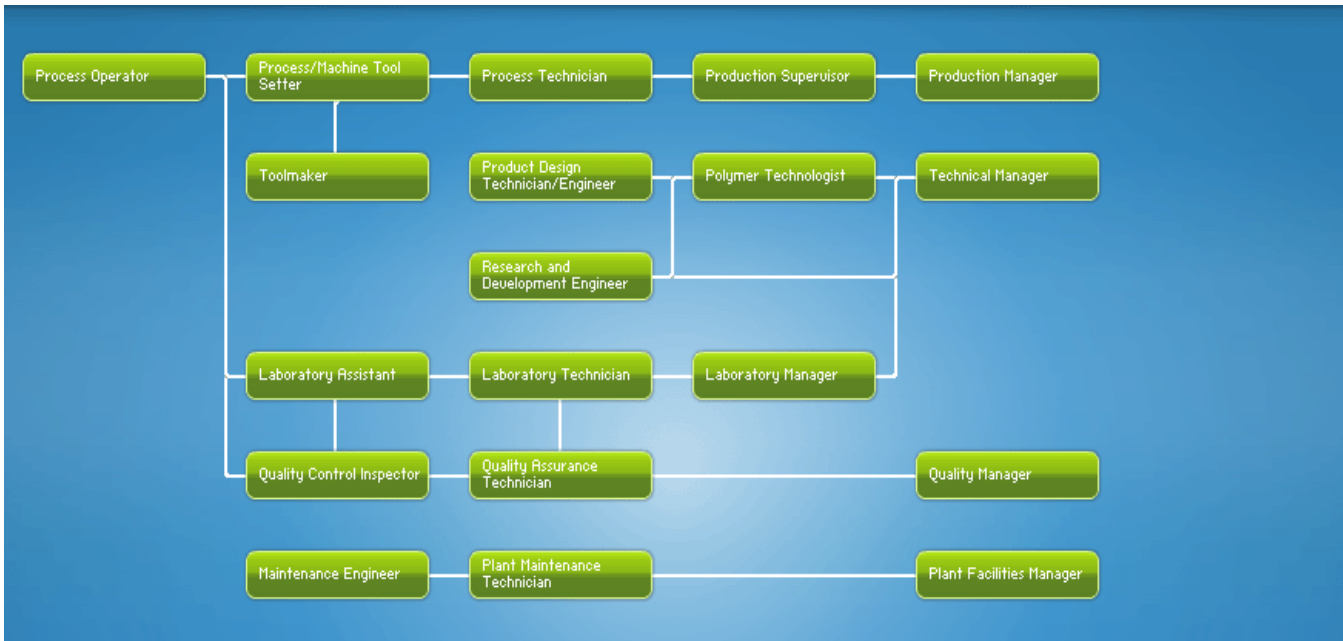 Process Operator
Process/Machine Tool
Setter
Process Technician
Production Supervisor
Production Manager
Toolmaker
Product Design
Technician/Engineer
Polymer Technologist
Technical Manager
Research and
Development Engineer
Laboratory Assistant
Laboratory Technician
Laboratory Manager
Quality Control Inspector
Quality Assurance
Technician
Quality Manager
Maintenance Engineer
Plant Maintenance
Technician
Plant Facilities Manager